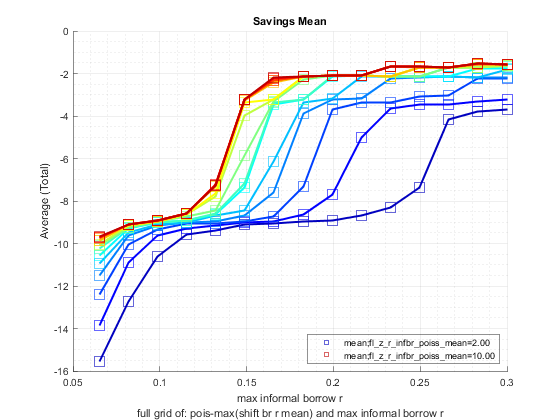 Savings Mean
Average (Total)
0
-2
-4
-6
-8
-10
-12
-14
-16
0.05
0.1
0.15
0.2
0.25
0.3
mean;fl_z_r_infbr_poiss_mean=2.00
mean;fl_z_r_infbr_poiss_mean=10.00
max informal borrow r
full grid of: pois-max(shift br r mean) and max informal borrow r